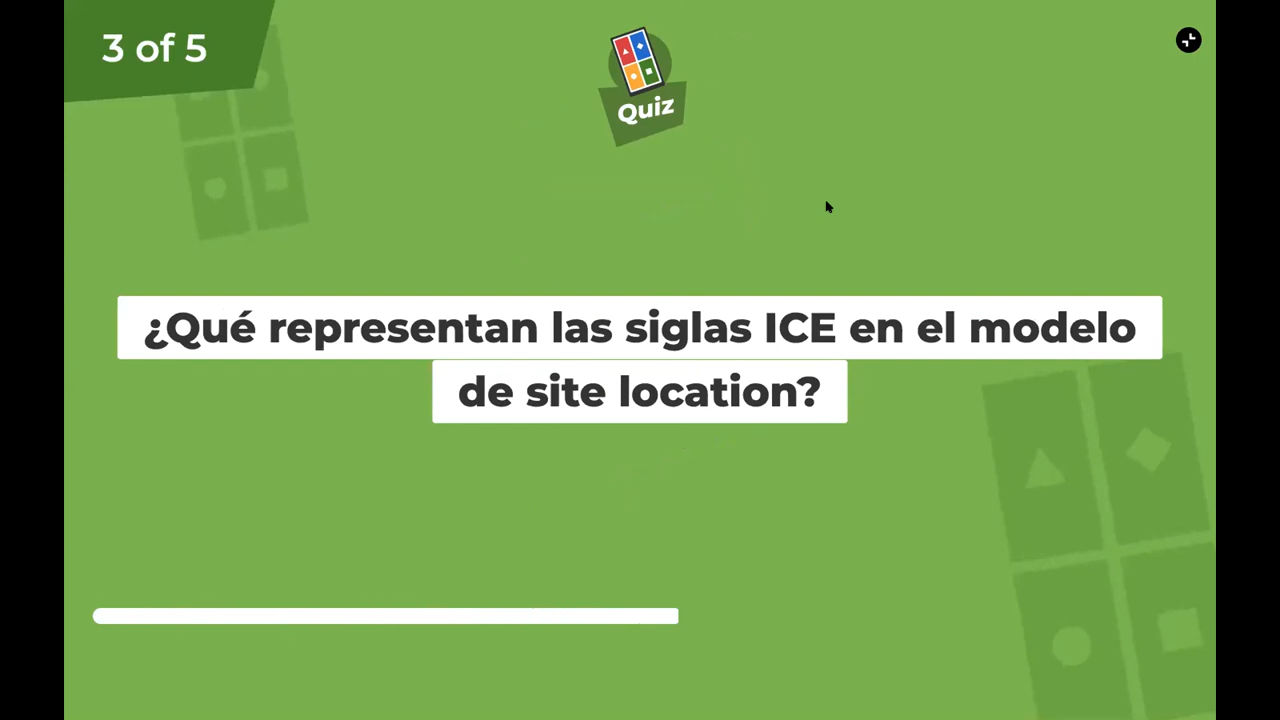 3 of 5
Quiz
¿Qué representan las siglas ICE en el modelo
de site location?